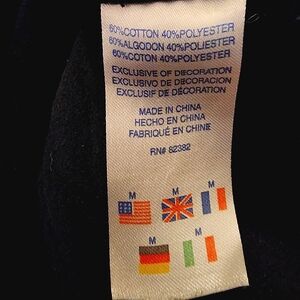 60%COTTON 40%POLYESTER
60%ALGODON 40%POLIESTER
60%COTON 40%POLYESTER
EXCLUSIVE OF DECORATION
EXCLUSIVO DE DECORACION
EXCLUSIF DE DÉCORATION
MADE IN CHINA
HECHO EN CHINA
FABRIQUÉ EN CHINE
RN# 62382
M M M
M M